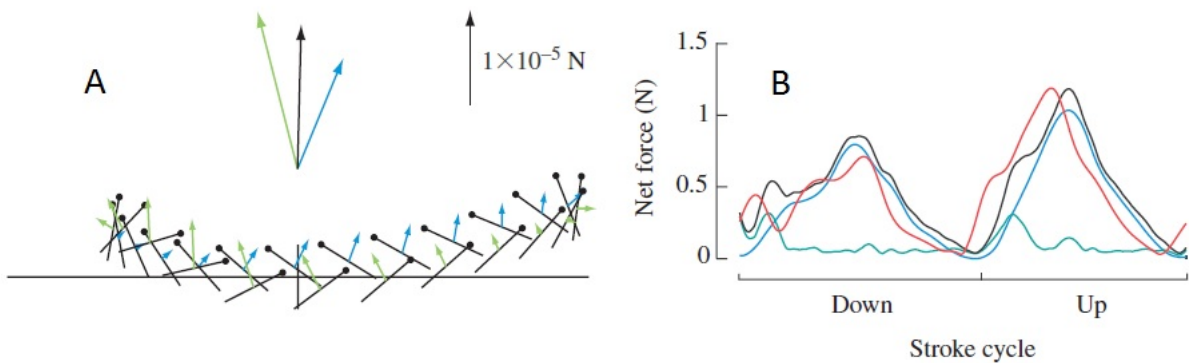 A
1×10⁻⁵ N
B
Net force (N)
1.5
1
0.5
0
Down Up
Stroke cycle